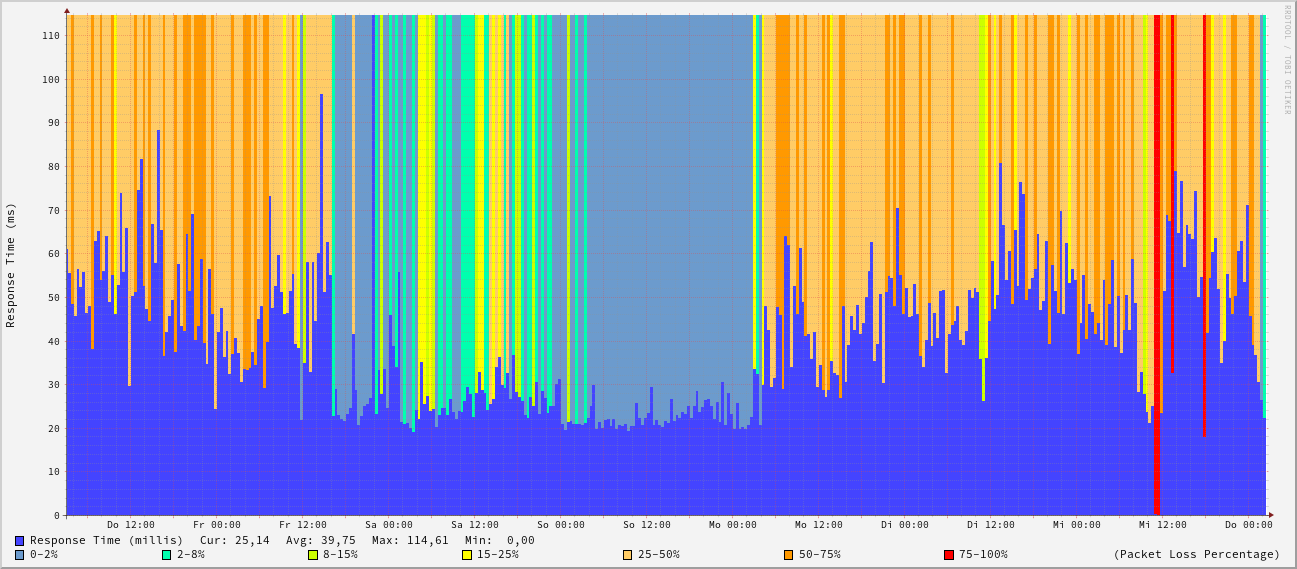 RRDTOOL / TOBI OETIKER
Response Time (ms)
110
100
90
80
70
60
50
40
30
20
10
0
Do 12:00 Fr 00:00 Fr 12:00 Sa 00:00 Sa 12:00 So 00:00 So 12:00 Mo 00:00 Mo 12:00 Di 00:00 Di 12:00 Mi 00:00 Mi 12:00 Do 00:00
Response Time (millis) Cur: 25,14 Avg: 39,75 Max: 114,61 Min: 0,00
0-2% 2-8% 8-15% 15-25% 25-50% 50-75% 75-100% (Packet Loss Percentage)